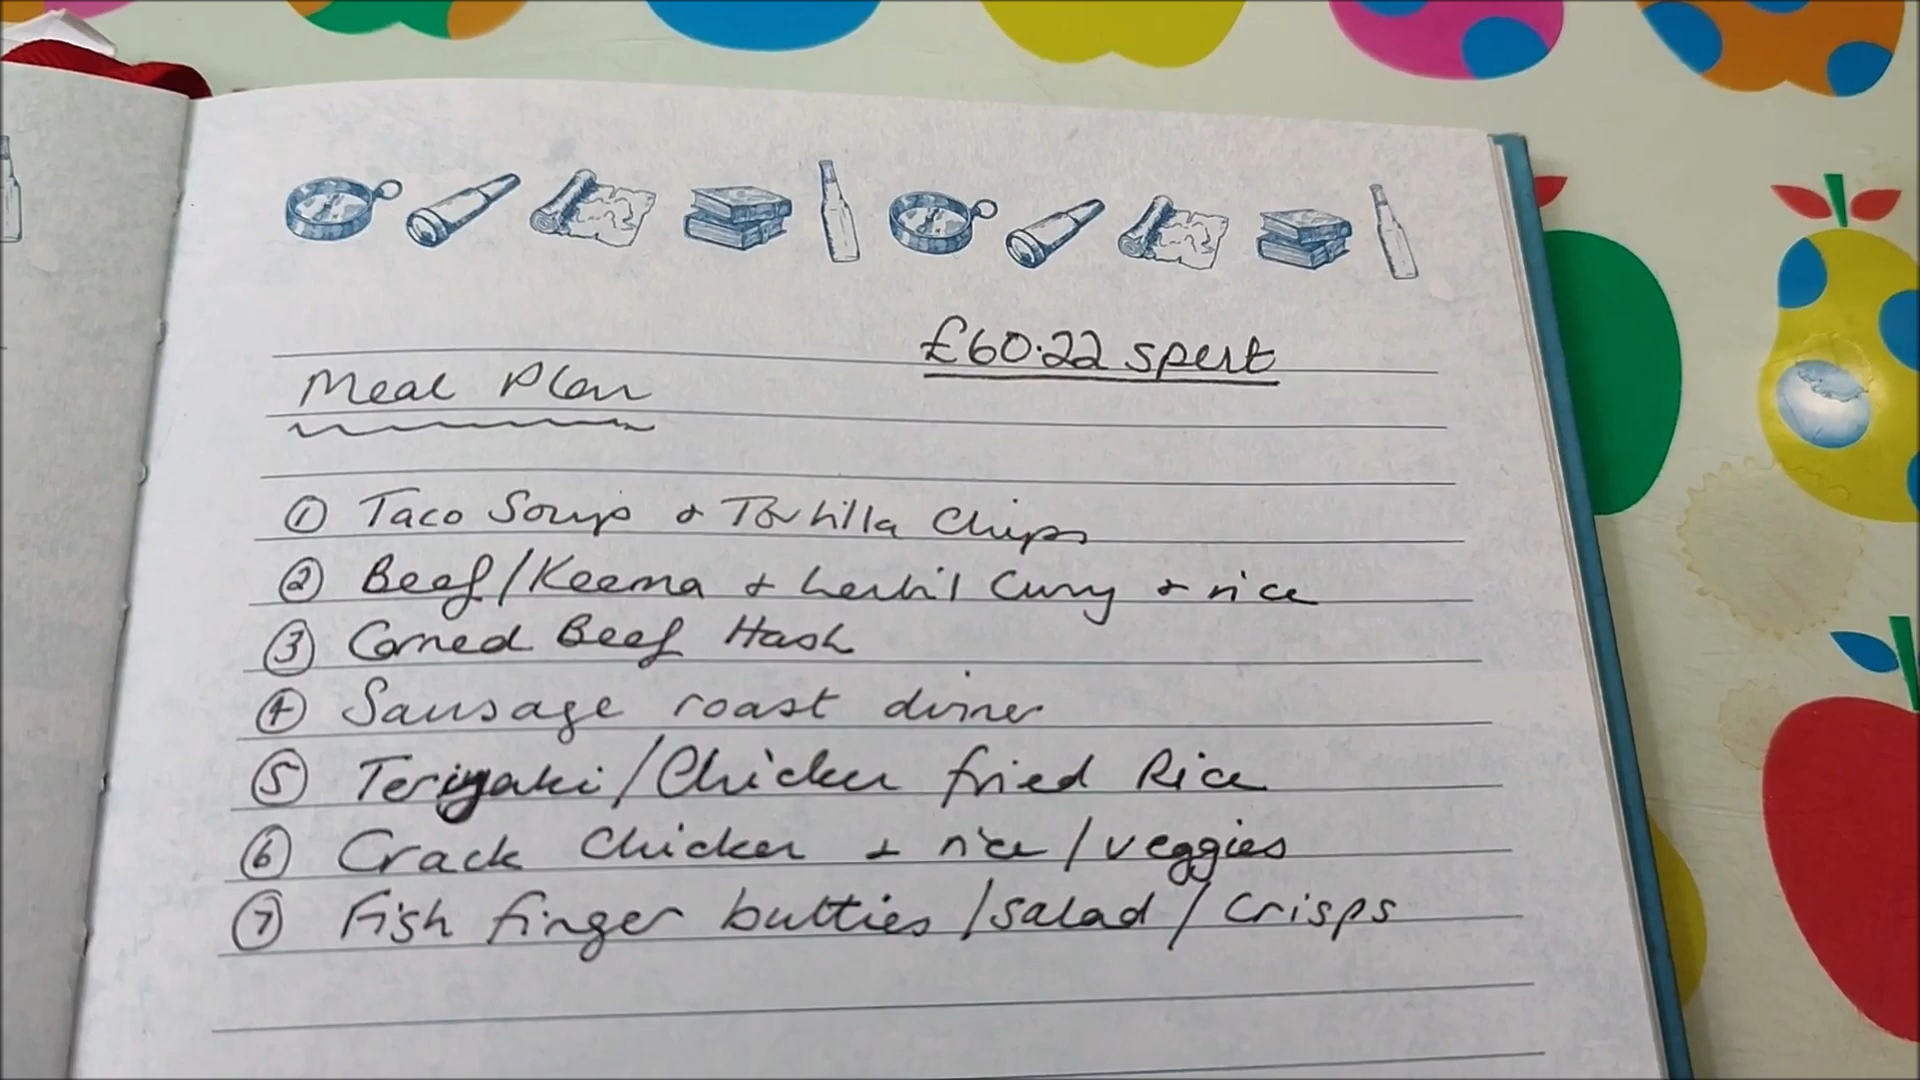 £60.22 spent
Meal Plan
① Taco Soup & Tortilla Chips
② Beef/Keema & Lentil Curry & rice
③ Corned Beef Hash
④ Sausage roast dinner
⑤ Teriyaki/Chicken fried Rice
⑥ Crack Chicken & rice/veggies
⑦ Fish finger butties/salad/crisps